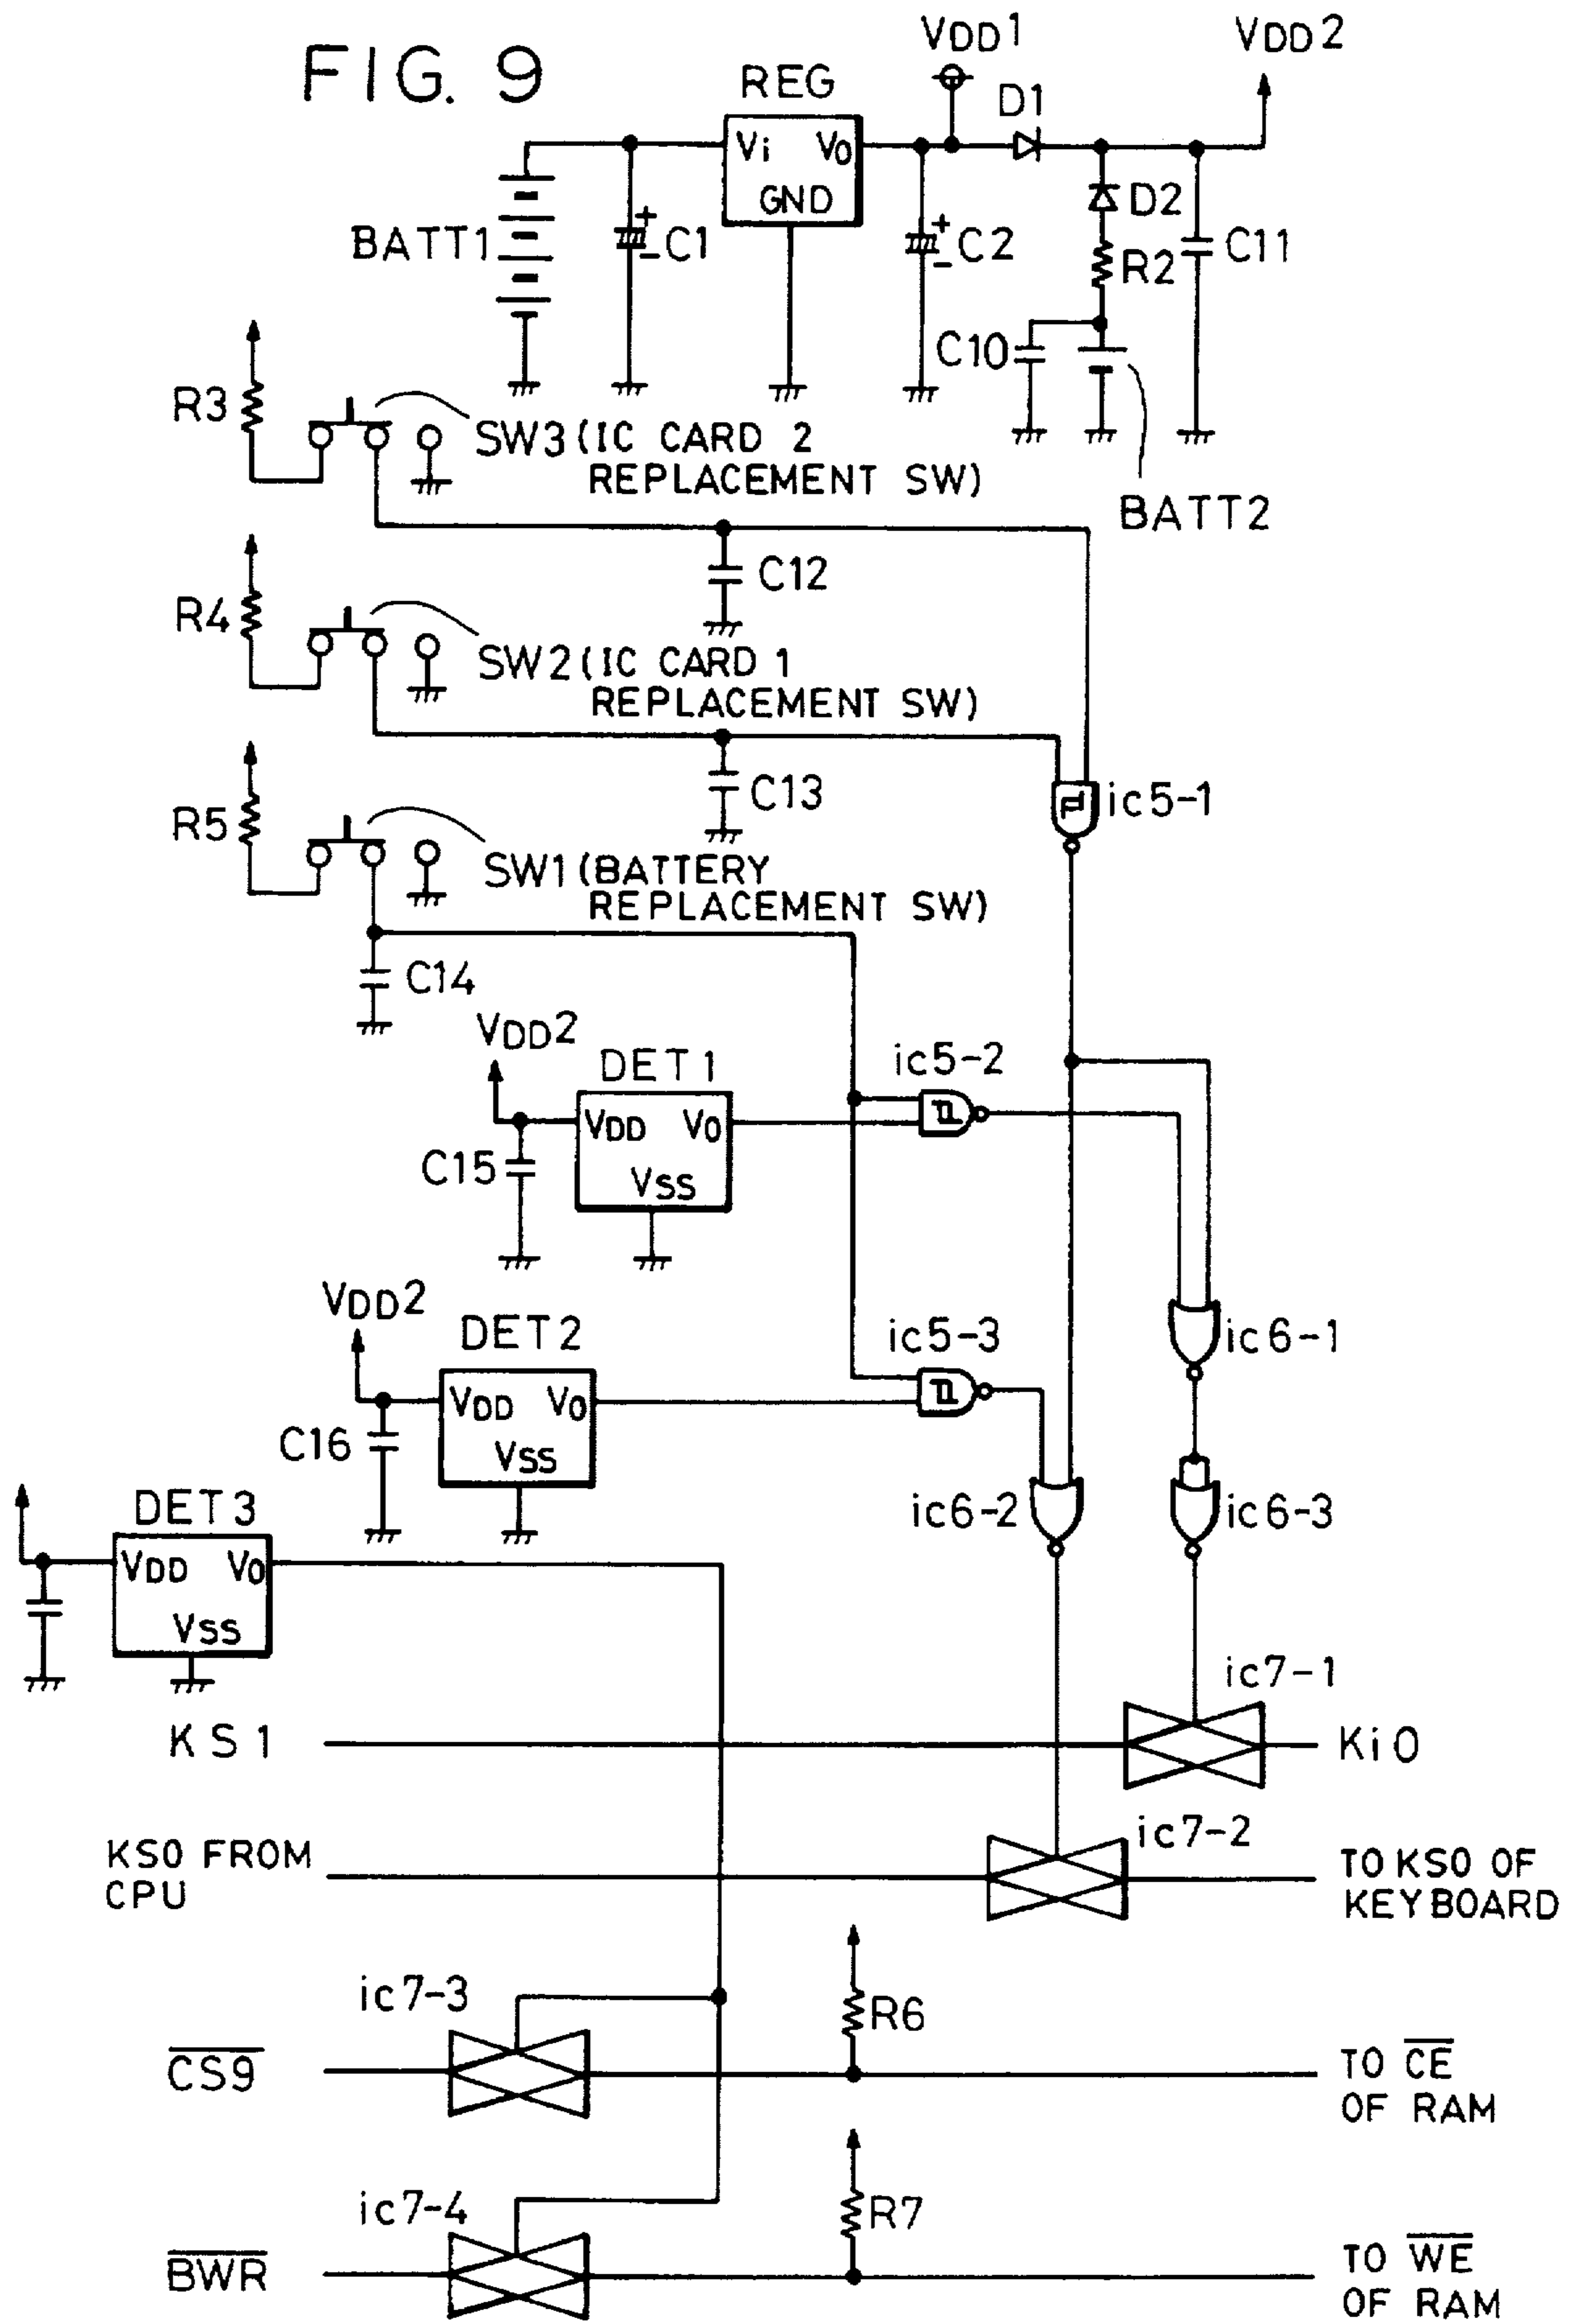 FIG. 9
VDD1
VDD2
REG
D1
Vi VO
GND
BATT1
+
-
C1
+
-
C2
D2
R2
C11
C10
BATT2
R3
SW3 (IC CARD 2
REPLACEMENT SW)
C12
R4
SW2 (IC CARD 1
REPLACEMENT SW)
C13
ic5-1
R5
SW1 (BATTERY
REPLACEMENT SW)
C14
VDD2
DET1
ic5-2
VDD VO
VSS
C15
VDD2
DET2
ic5-3
ic6-1
VDD VO
VSS
C16
DET3
ic6-2
ic6-3
VDD VO
VSS
ic7-1
KS1
Ki0
ic7-2
KS0 FROM
CPU
TO KS0 OF
KEYBOARD
ic7-3
R6
CS9
TO CE
OF RAM
ic7-4
R7
BWR
TO WE
OF RAM